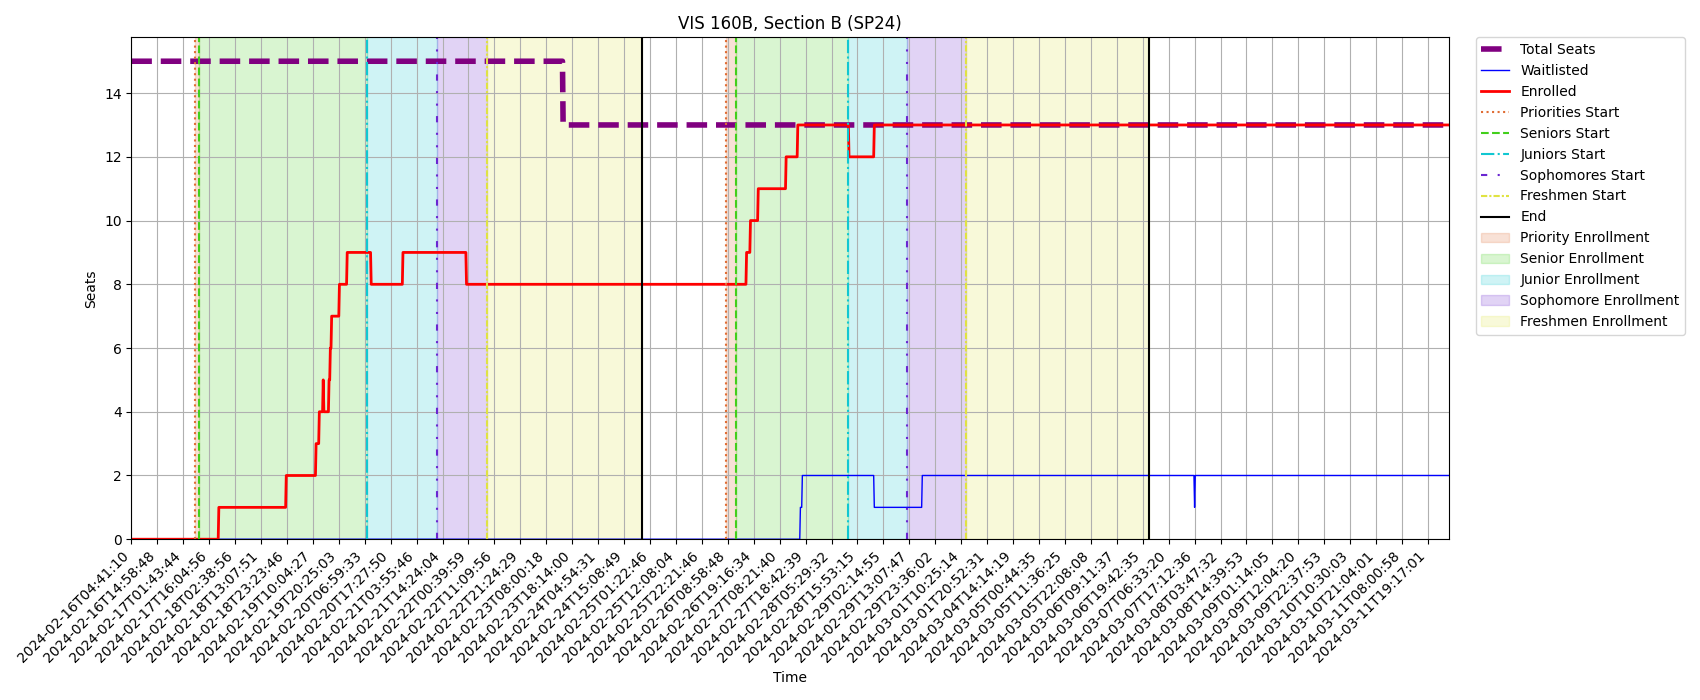 VIS 160B, Section B (SP24)
Seats
14
12
10
8
6
4
2
0
2024-02-16T04:41:10
2024-02-16T14:58:48
2024-02-17T01:43:44
2024-02-17T16:04:56
2024-02-18T02:38:56
2024-02-18T13:07:51
2024-02-18T23:23:46
2024-02-19T10:04:27
2024-02-19T20:25:03
2024-02-20T06:59:33
2024-02-20T17:27:50
2024-02-21T03:55:46
2024-02-21T14:24:04
2024-02-22T00:39:59
2024-02-22T11:09:56
2024-02-22T21:24:29
2024-02-23T08:00:18
2024-02-23T18:14:00
2024-02-24T04:54:31
2024-02-24T15:08:49
2024-02-25T01:22:46
2024-02-25T12:08:04
2024-02-25T22:21:46
2024-02-26T08:58:48
2024-02-26T19:16:34
2024-02-27T08:21:40
2024-02-27T18:42:39
2024-02-28T05:29:32
2024-02-28T15:53:15
2024-02-29T02:14:55
2024-02-29T13:07:47
2024-02-29T23:36:02
2024-03-01T10:25:14
2024-03-01T20:52:31
2024-03-04T14:14:19
2024-03-05T00:44:35
2024-03-05T11:36:25
2024-03-05T22:08:08
2024-03-06T09:11:37
2024-03-06T19:42:35
2024-03-07T06:33:20
2024-03-07T17:12:36
2024-03-08T03:47:32
2024-03-08T14:39:53
2024-03-09T01:14:05
2024-03-09T12:04:20
2024-03-09T22:37:53
2024-03-10T10:30:03
2024-03-10T21:04:01
2024-03-11T08:00:58
2024-03-11T19:17:01
Time
Total Seats
Waitlisted
Enrolled
Priorities Start
Seniors Start
Juniors Start
Sophomores Start
Freshmen Start
End
Priority Enrollment
Senior Enrollment
Junior Enrollment
Sophomore Enrollment
Freshmen Enrollment